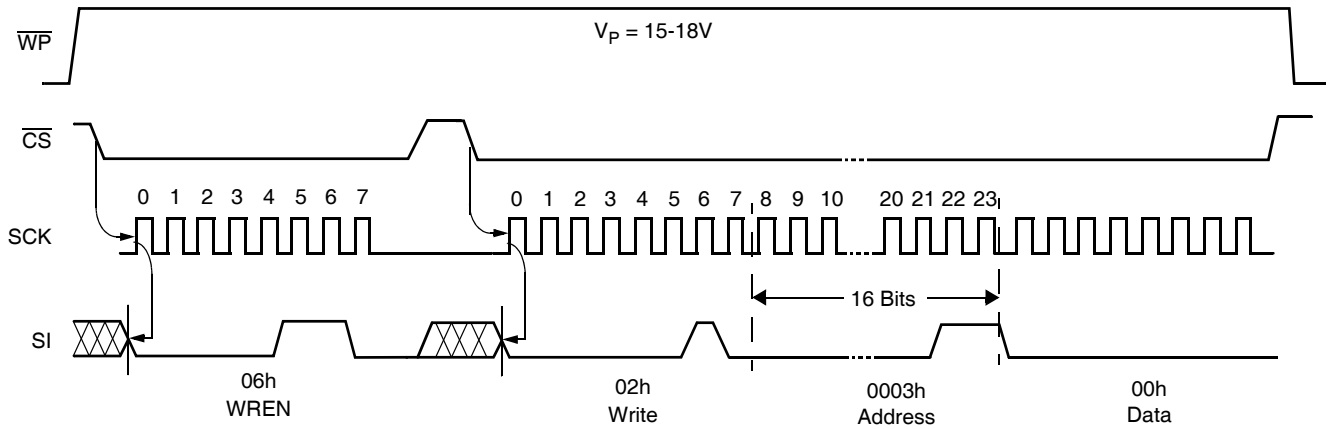 WP
V_P = 15-18V
CS
0 1 2 3 4 5 6 7
0 1 2 3 4 5 6 7 8 9 10 20 21 22 23
SCK
16 Bits
SI
06h
WREN
02h
Write
0003h
Address
00h
Data